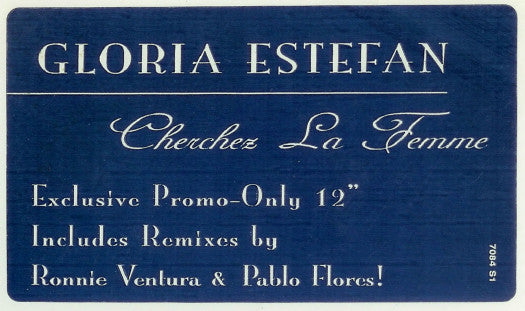 GLORIA ESTEFAN
Cherchez La Femme
Exclusive Promo-Only 12"
Includes Remixes by
Ronnie Ventura & Pablo Flores!
7084 S1